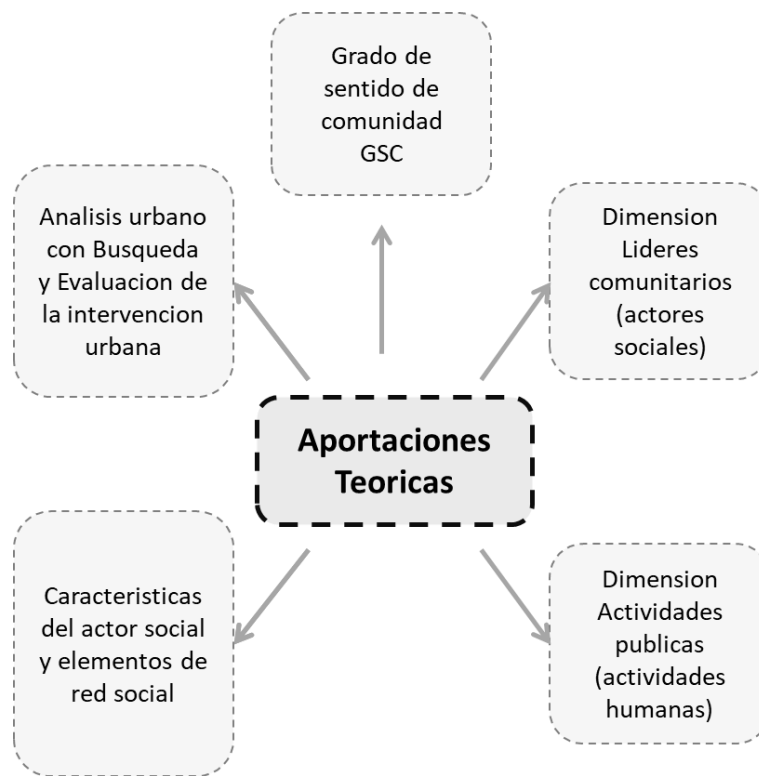 Grado de
sentido de
comunidad
GSC
Analisis urbano
con Busqueda
y Evaluacion de
la intervencion
urbana
Dimension
Lideres
comunitarios
(actores
sociales)
Aportaciones
Teoricas
Caracteristicas
del actor social
y elementos de
red social
Dimension
Actividades
publicas
(actividades
humanas)